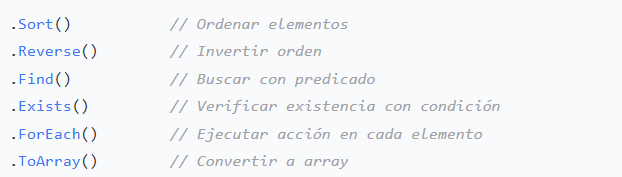 .Sort()           // Ordenar elementos
.Reverse()        // Invertir orden
.Find()           // Buscar con predicado
.Exists()         // Verificar existencia con condición
.ForEach()        // Ejecutar acción en cada elemento
.ToArray()        // Convertir a array